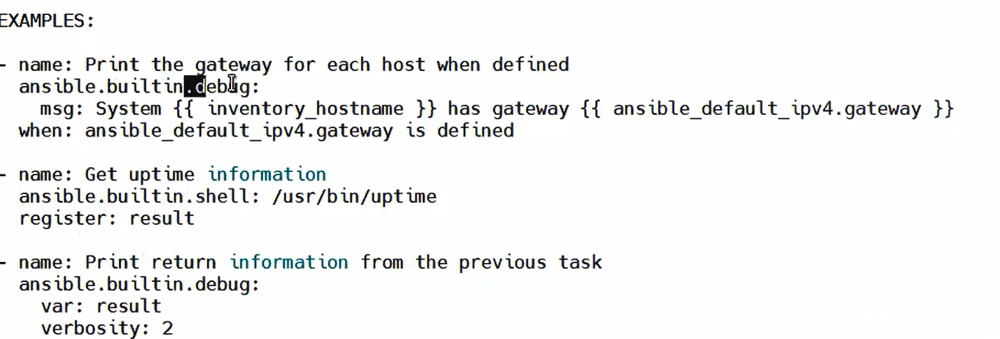 EXAMPLES:
- name: Print the gateway for each host when defined
  ansible.builtin.debug:
    msg: System {{ inventory_hostname }} has gateway {{ ansible_default_ipv4.gateway }}
  when: ansible_default_ipv4.gateway is defined
- name: Get uptime information
  ansible.builtin.shell: /usr/bin/uptime
  register: result
- name: Print return information from the previous task
  ansible.builtin.debug:
    var: result
    verbosity: 2